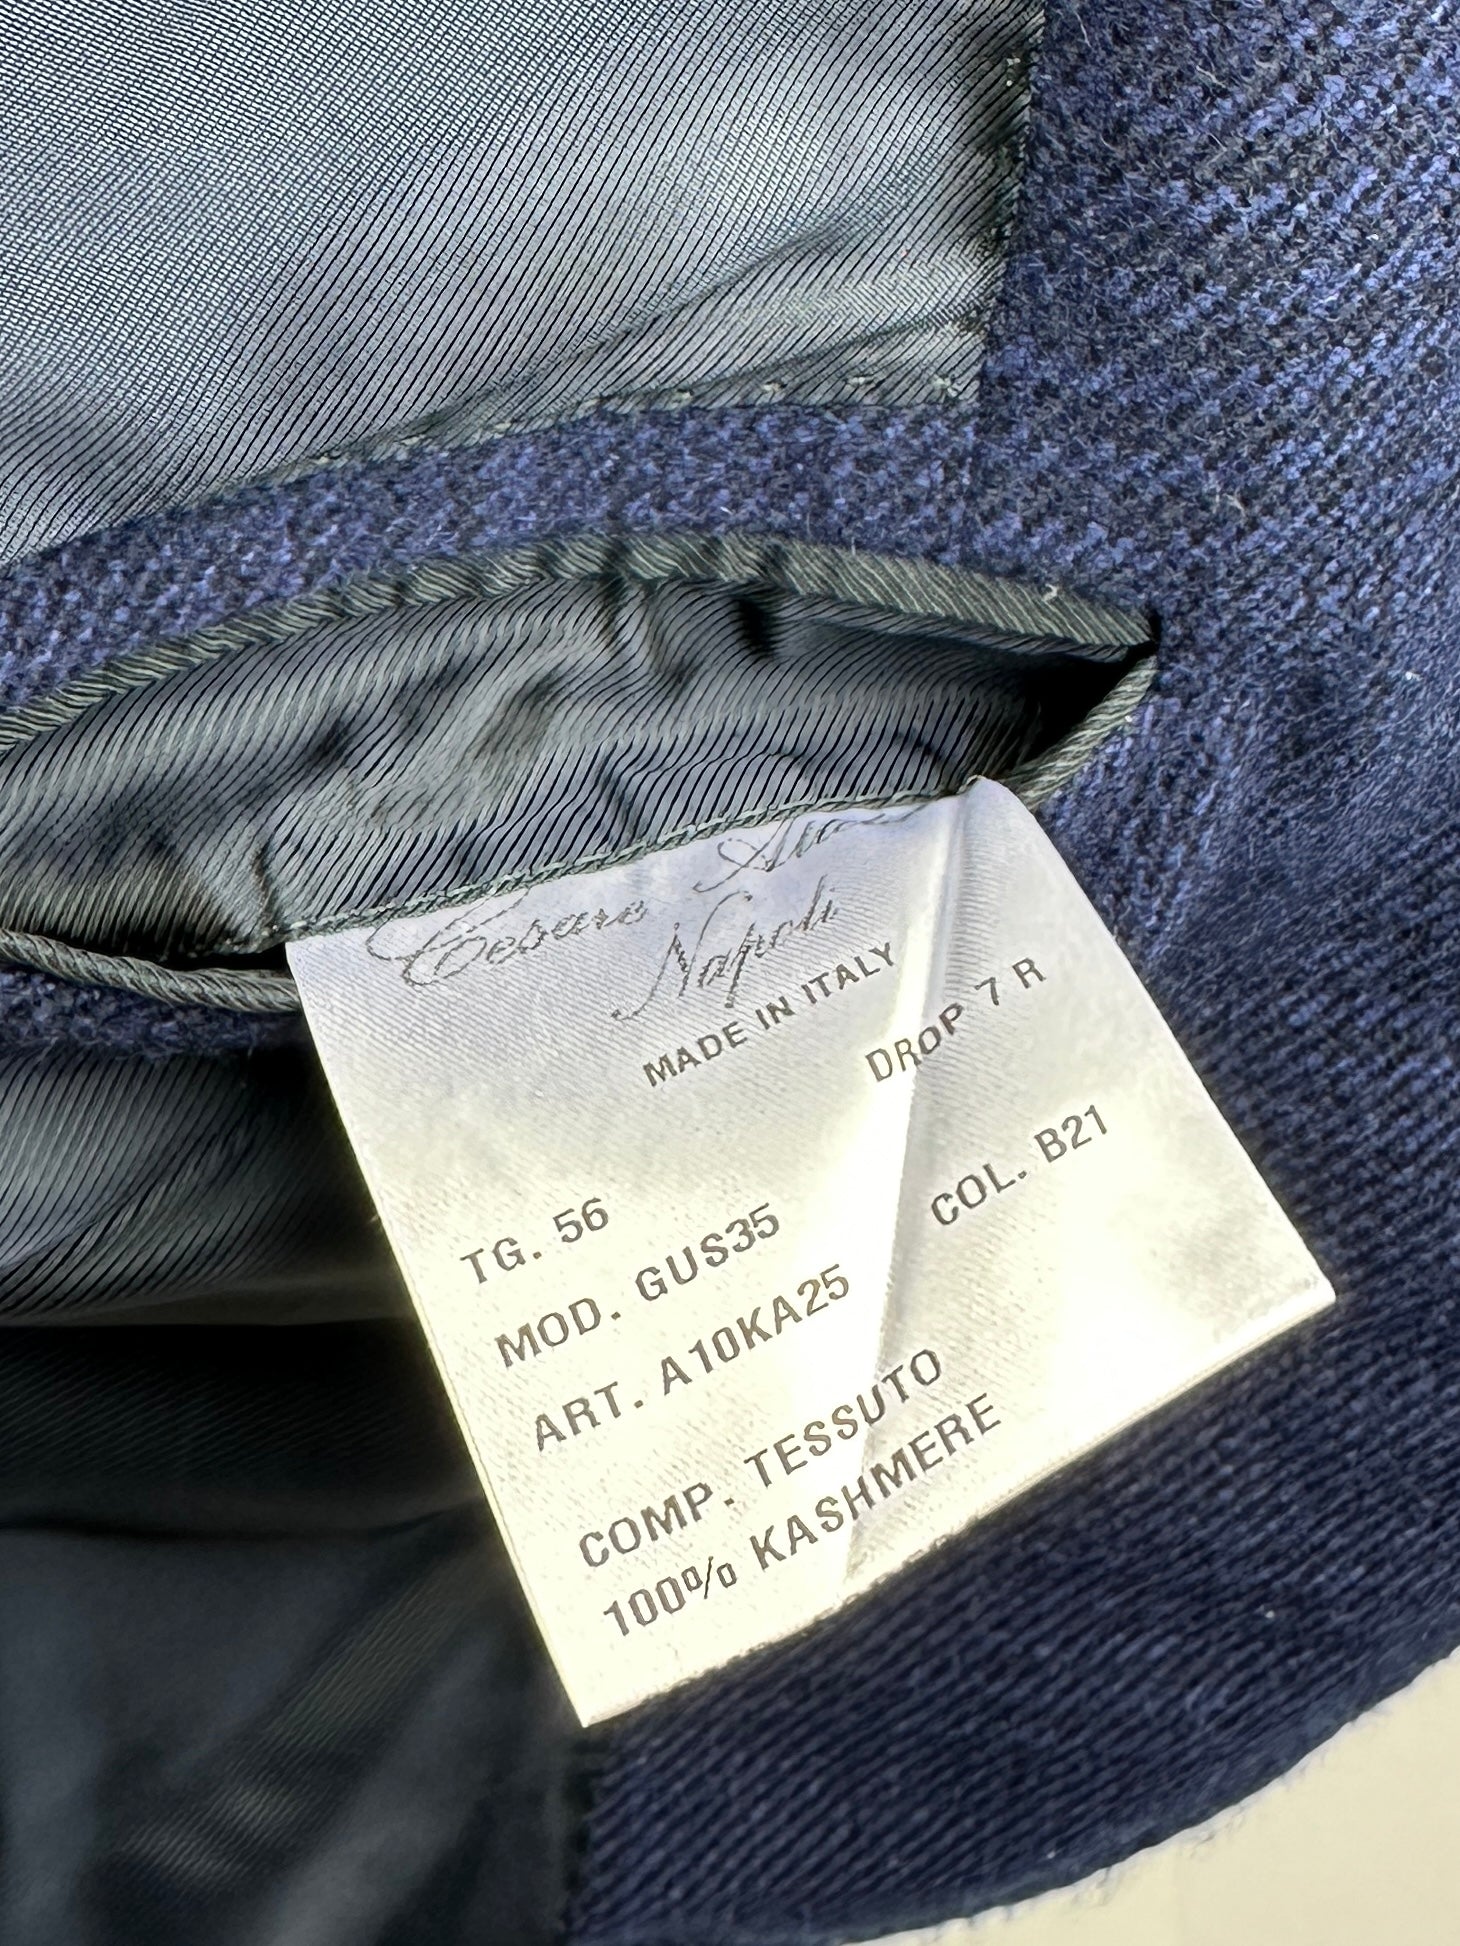 Cesare
Napoli
MADE IN ITALY
DROP 7 R
TG. 56
MOD. GUS35
COL. B21
ART. A10KA25
COMP. TESSUTO
100% KASHMERE